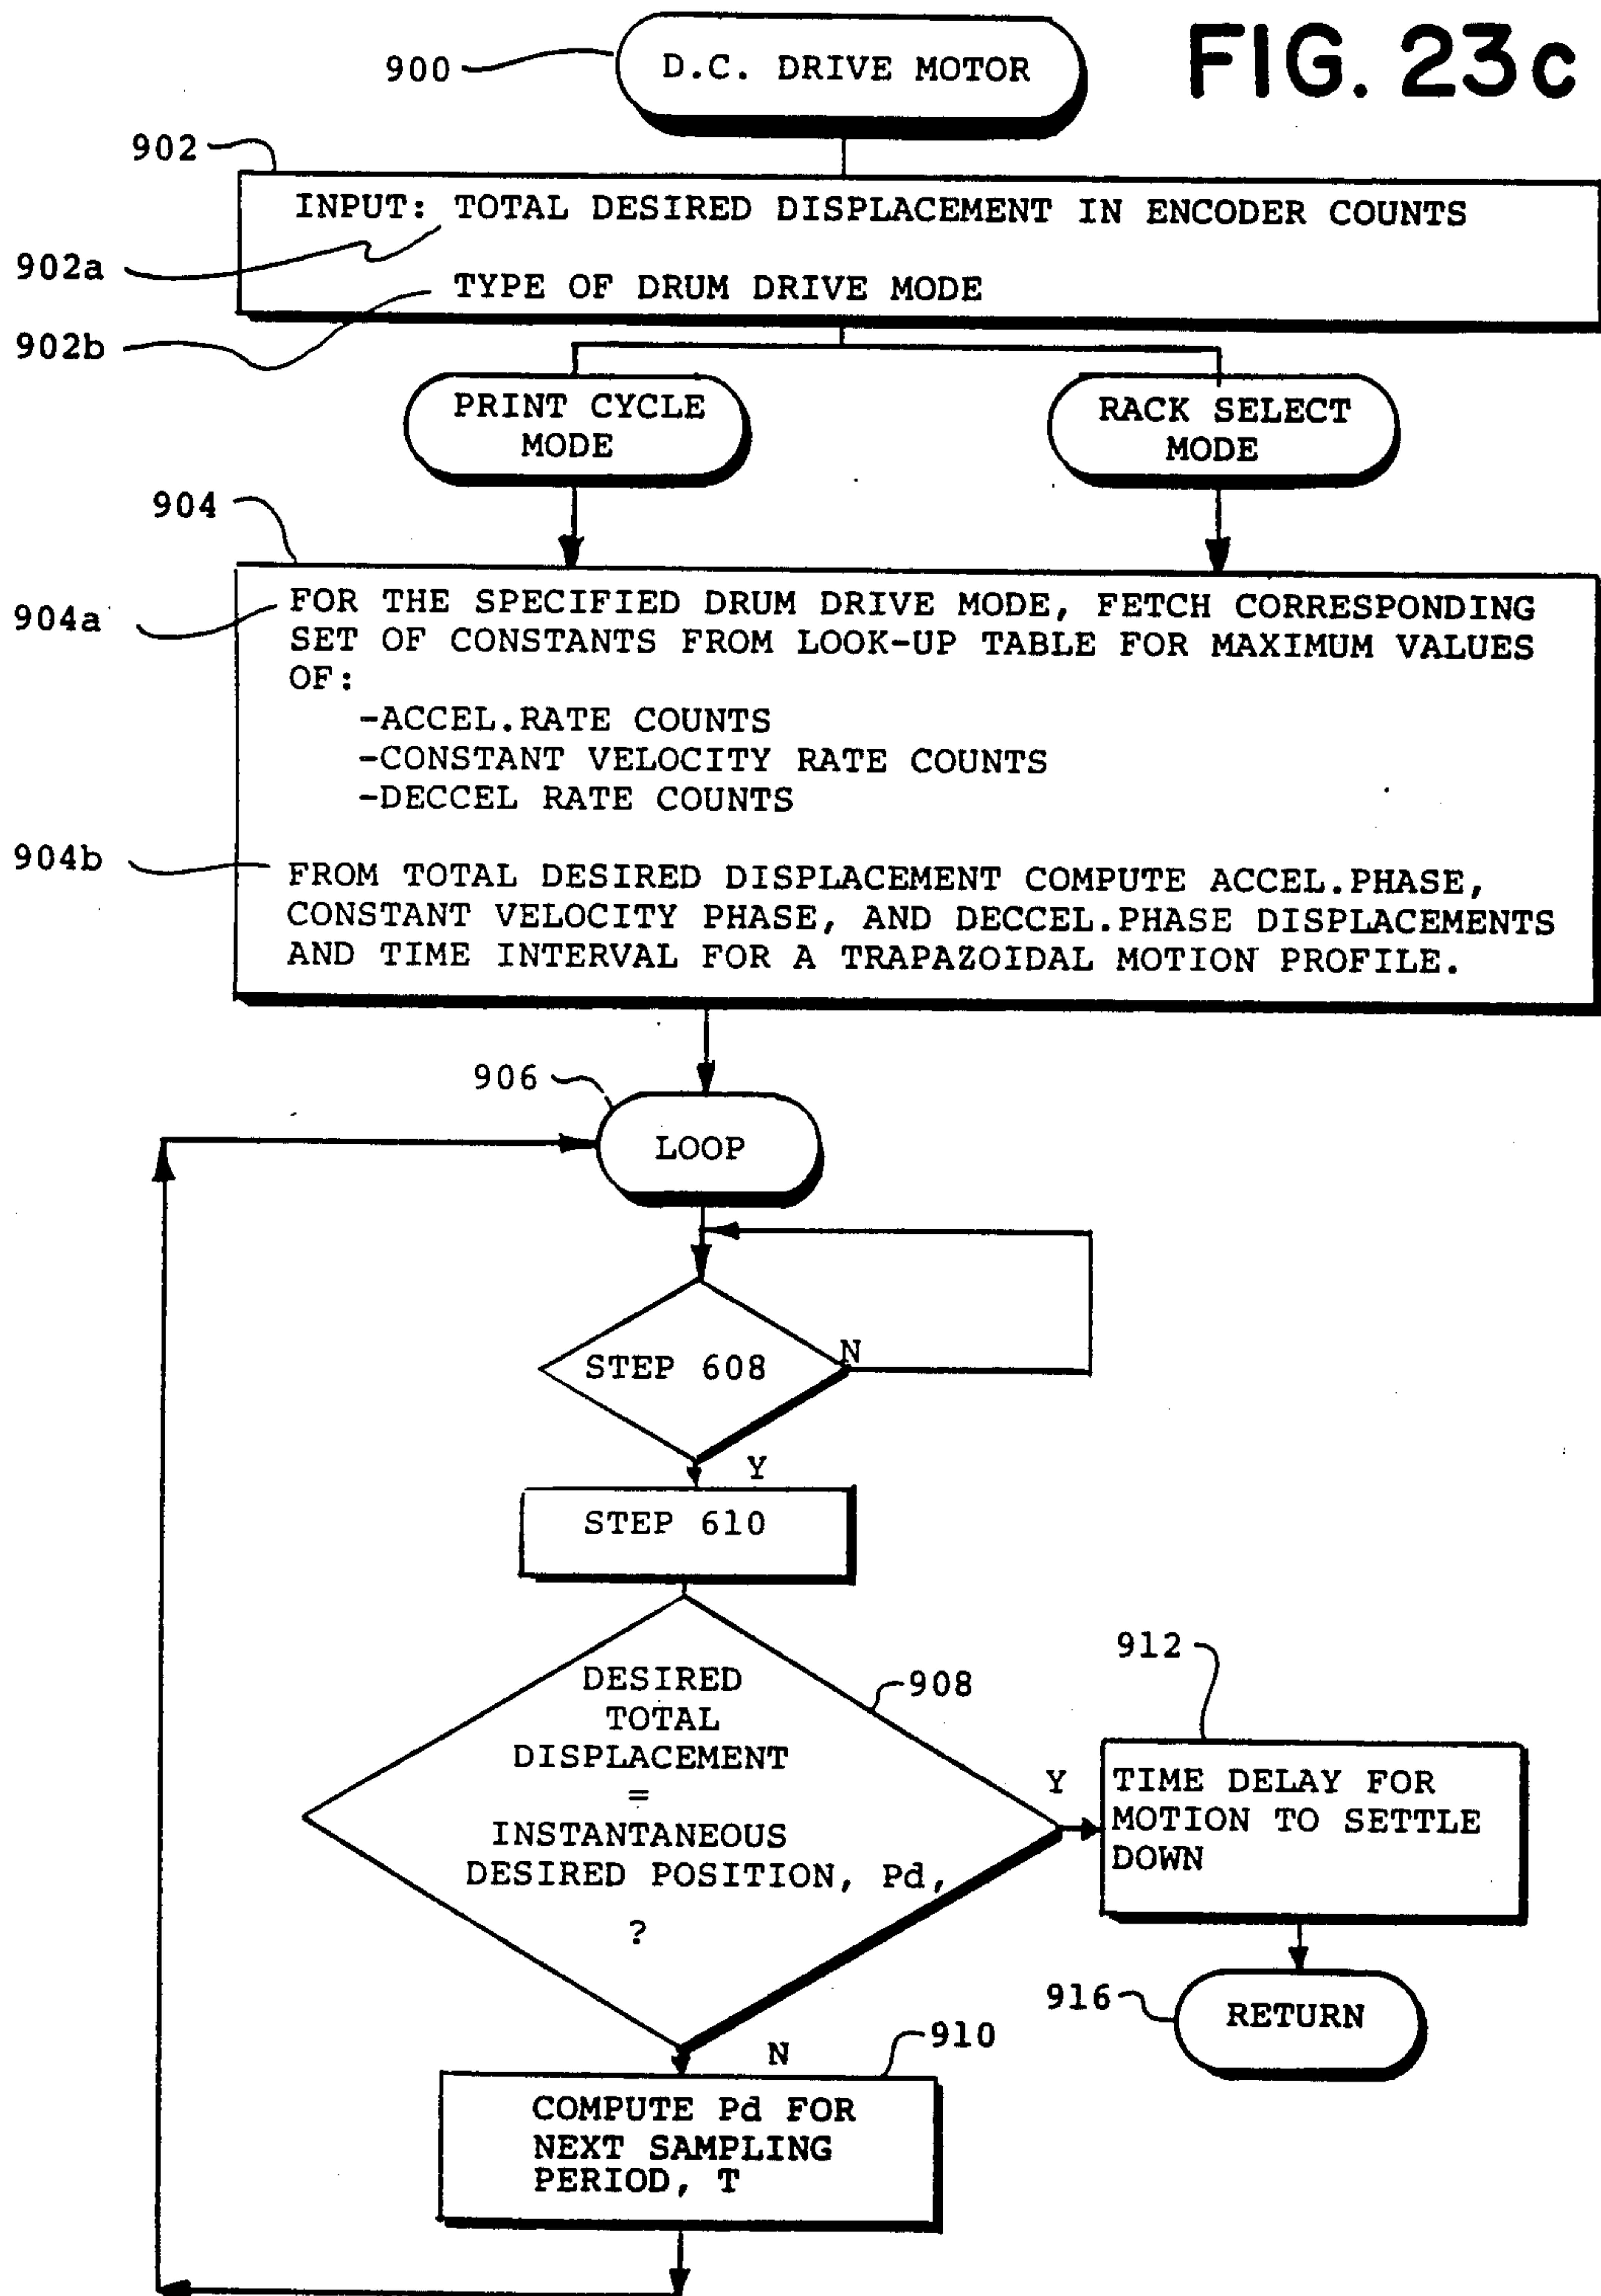 FIG. 23c
900
D.C. DRIVE MOTOR
902
INPUT: TOTAL DESIRED DISPLACEMENT IN ENCODER COUNTS
902a
TYPE OF DRUM DRIVE MODE
902b
PRINT CYCLE
MODE
RACK SELECT
MODE
904
904a
FOR THE SPECIFIED DRUM DRIVE MODE, FETCH CORRESPONDING
SET OF CONSTANTS FROM LOOK-UP TABLE FOR MAXIMUM VALUES
OF:
-ACCEL.RATE COUNTS
-CONSTANT VELOCITY RATE COUNTS
-DECCEL RATE COUNTS
904b
FROM TOTAL DESIRED DISPLACEMENT COMPUTE ACCEL.PHASE,
CONSTANT VELOCITY PHASE, AND DECCEL.PHASE DISPLACEMENTS
AND TIME INTERVAL FOR A TRAPAZOIDAL MOTION PROFILE.
906
LOOP
STEP 608
N
Y
STEP 610
908
DESIRED
TOTAL
DISPLACEMENT
=
INSTANTANEOUS
DESIRED POSITION, Pd,
?
Y
912
TIME DELAY FOR
MOTION TO SETTLE
DOWN
916
RETURN
N
910
COMPUTE Pd FOR
NEXT SAMPLING
PERIOD, T